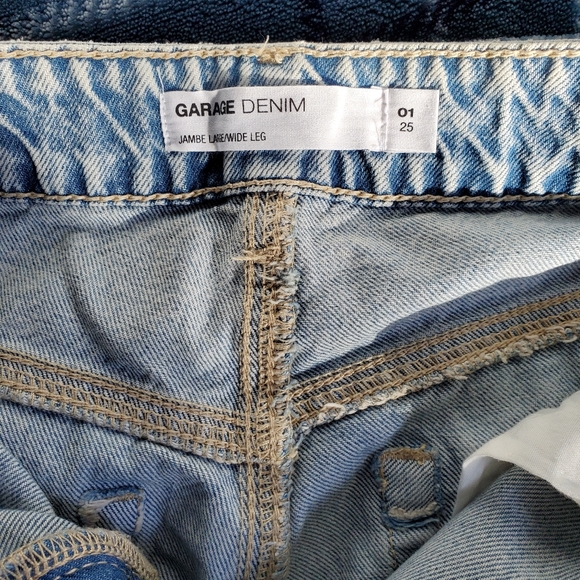 GARAGE DENIM
JAMBE LARGE/WIDE LEG
01
25